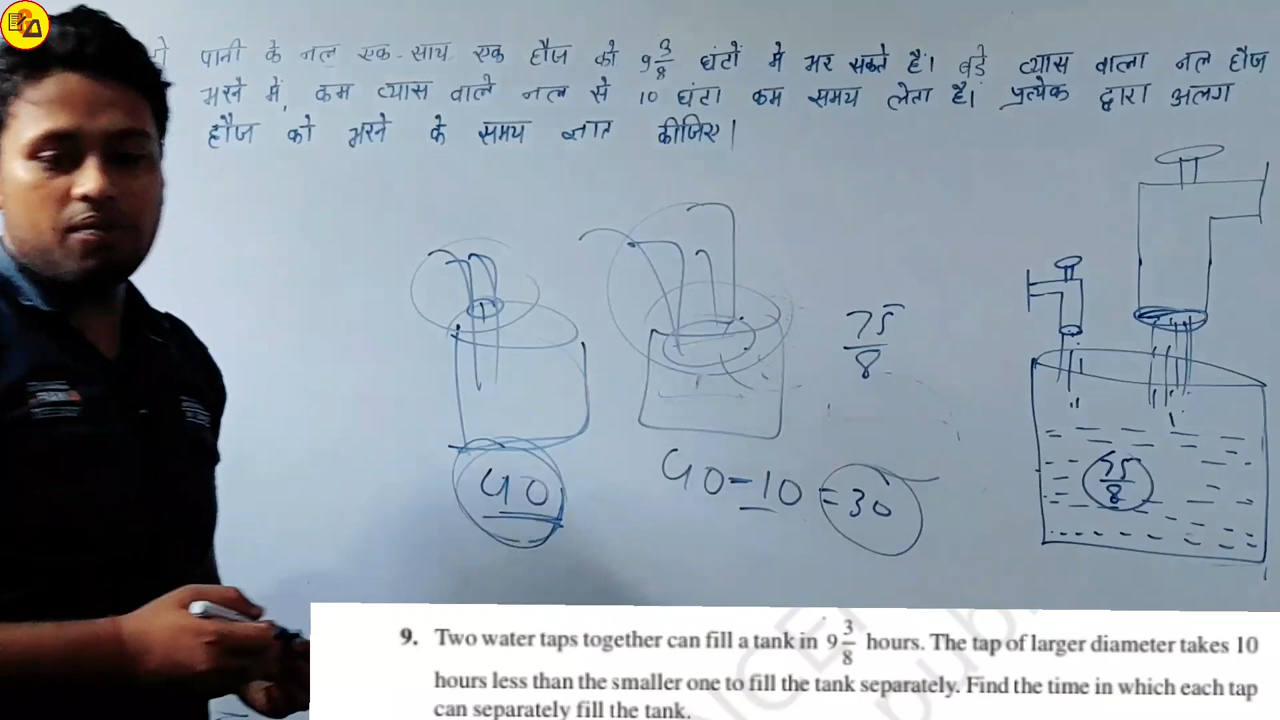 पानी के नल एक-साथ एक हौज को 9 3/8 घंटों में भर सकते हैं। बड़े व्यास वाला नल हौज
भरने में, कम व्यास वाले नल से 10 घंटा कम समय लेता है। प्रत्येक द्वारा अलग
हौज को भरने के समय ज्ञात कीजिए।
75/8
75/8
40
40-10 =30
9. Two water taps together can fill a tank in 9 3/8 hours. The tap of larger diameter takes 10
hours less than the smaller one to fill the tank separately. Find the time in which each tap
can separately fill the tank.